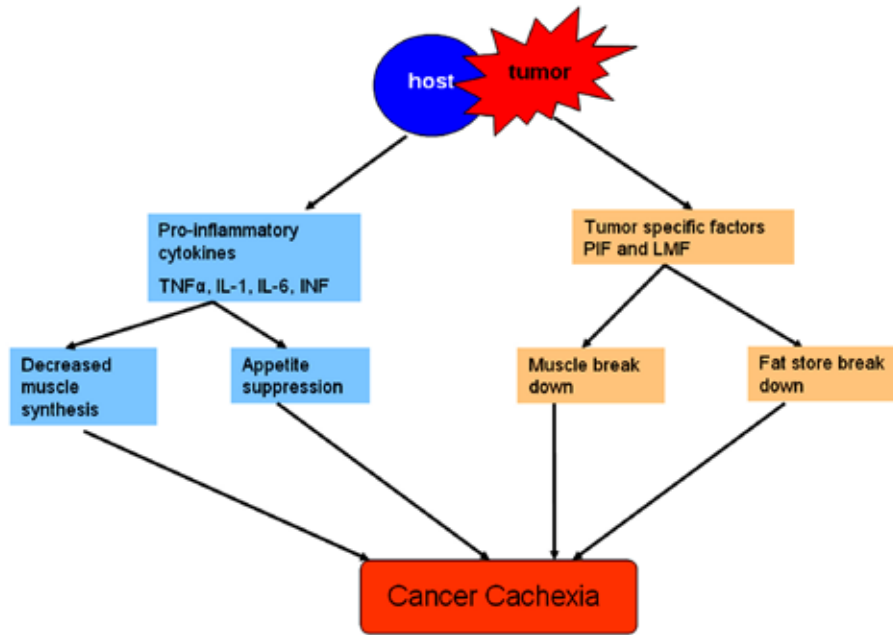 host
tumor
Pro-inflammatory
cytokines
TNFα, IL-1, IL-6, INF
Tumor specific factors
PIF and LMF
Decreased
muscle
synthesis
Appetite
suppression
Muscle break
down
Fat store break
down
Cancer Cachexia